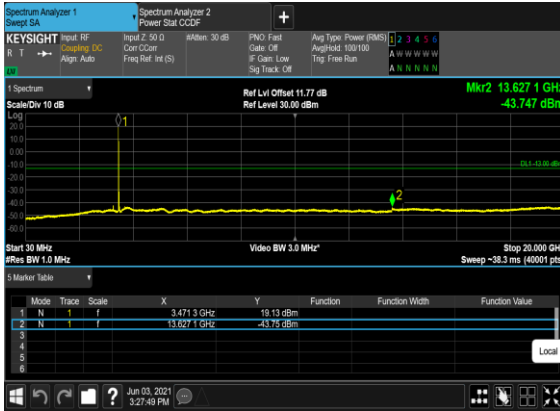 Spectrum Analyzer 1
Swept SA
Spectrum Analyzer 2
Power Stat CCDF
+
KEYSIGHT
R T
LV
Input: RF
Coupling: DC
Align: Auto
Input Z: 50 Ω
Corr CCorr
Freq Ref: Int (S)
#Atten: 30 dB
PNO: Fast
Gate: Off
IF Gain: Low
Sig Track: Off
Avg Type: Power (RMS)
Avg|Hold: 100/100
Trig: Free Run
1 2 3 4 5 6
A W W W W W
A N N N N N
1 Spectrum
Scale/Div 10 dB
Log
Ref Lvl Offset 11.77 dB
Ref Level 30.00 dBm
Mkr2 13.627 1 GHz
-43.747 dBm
20.0
10.0
0.00
-10.0
-20.0
-30.0
-40.0
-50.0
-60.0
1
2
DL1 -13.00 dBm
Start 30 MHz
#Res BW 1.0 MHz
Video BW 3.0 MHz*
Stop 20.000 GH
Sweep ~38.3 ms (40001 pts
5 Marker Table
Mode Trace Scale X Y Function Function Width Function Value
1 N 1 f 3.471 3 GHz 19.13 dBm
2 N 1 f 13.627 1 GHz -43.75 dBm
3
4
5
6
Local
?
Jun 03, 2021
3:27:49 PM